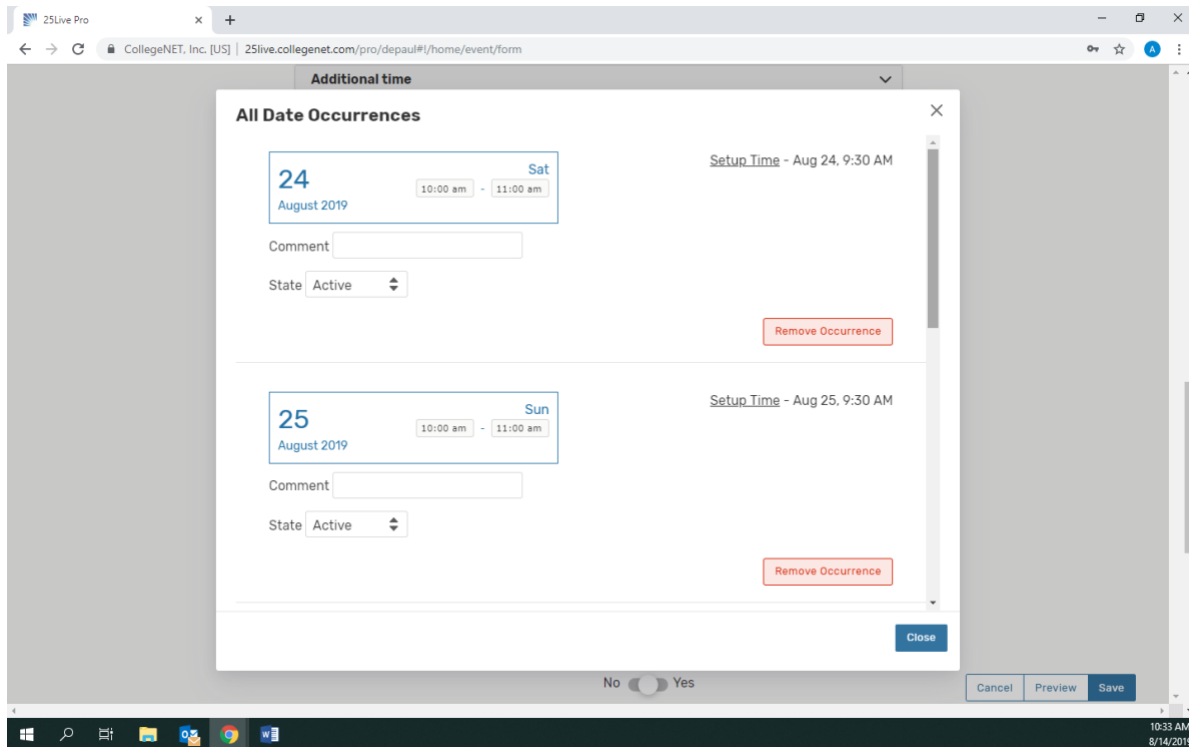 25Live Pro
CollegeNET, Inc. [US] | 25live.collegenet.com/pro/depaul#!/home/event/form
A
Additional time
All Date Occurrences
24 Sat
10:00 am - 11:00 am
August 2019
Setup Time - Aug 24, 9:30 AM
Comment
State Active
Remove Occurrence
25 Sun
10:00 am - 11:00 am
August 2019
Setup Time - Aug 25, 9:30 AM
Comment
State Active
Remove Occurrence
Close
No Yes
Cancel Preview Save
10:33 AM
8/14/2019